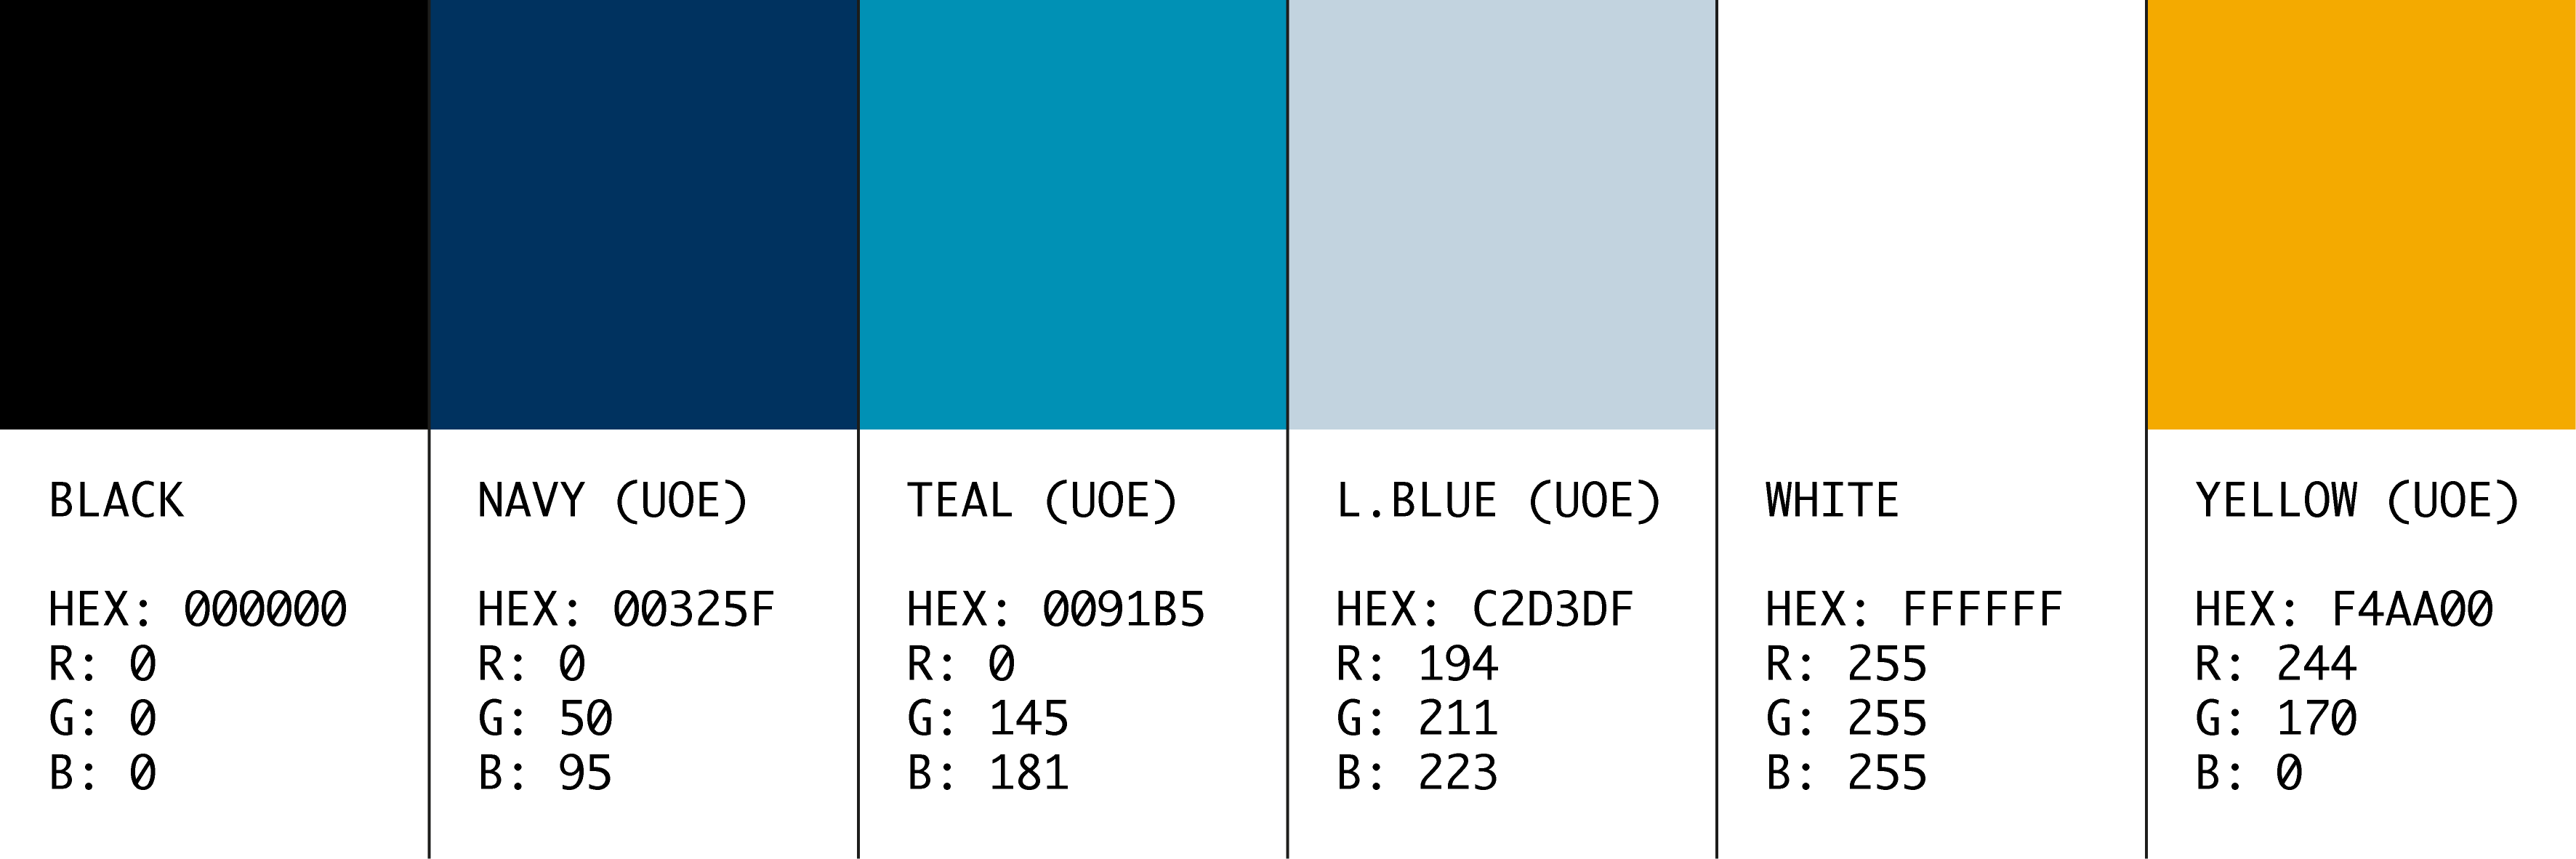 BLACK
HEX: 000000
R: 0
G: 0
B: 0
NAVY (UOE)
HEX: 00325F
R: 0
G: 50
B: 95
TEAL (UOE)
HEX: 0091B5
R: 0
G: 145
B: 181
L.BLUE (UOE)
HEX: C2D3DF
R: 194
G: 211
B: 223
WHITE
HEX: FFFFFF
R: 255
G: 255
B: 255
YELLOW (UOE)
HEX: F4AA00
R: 244
G: 170
B: 0